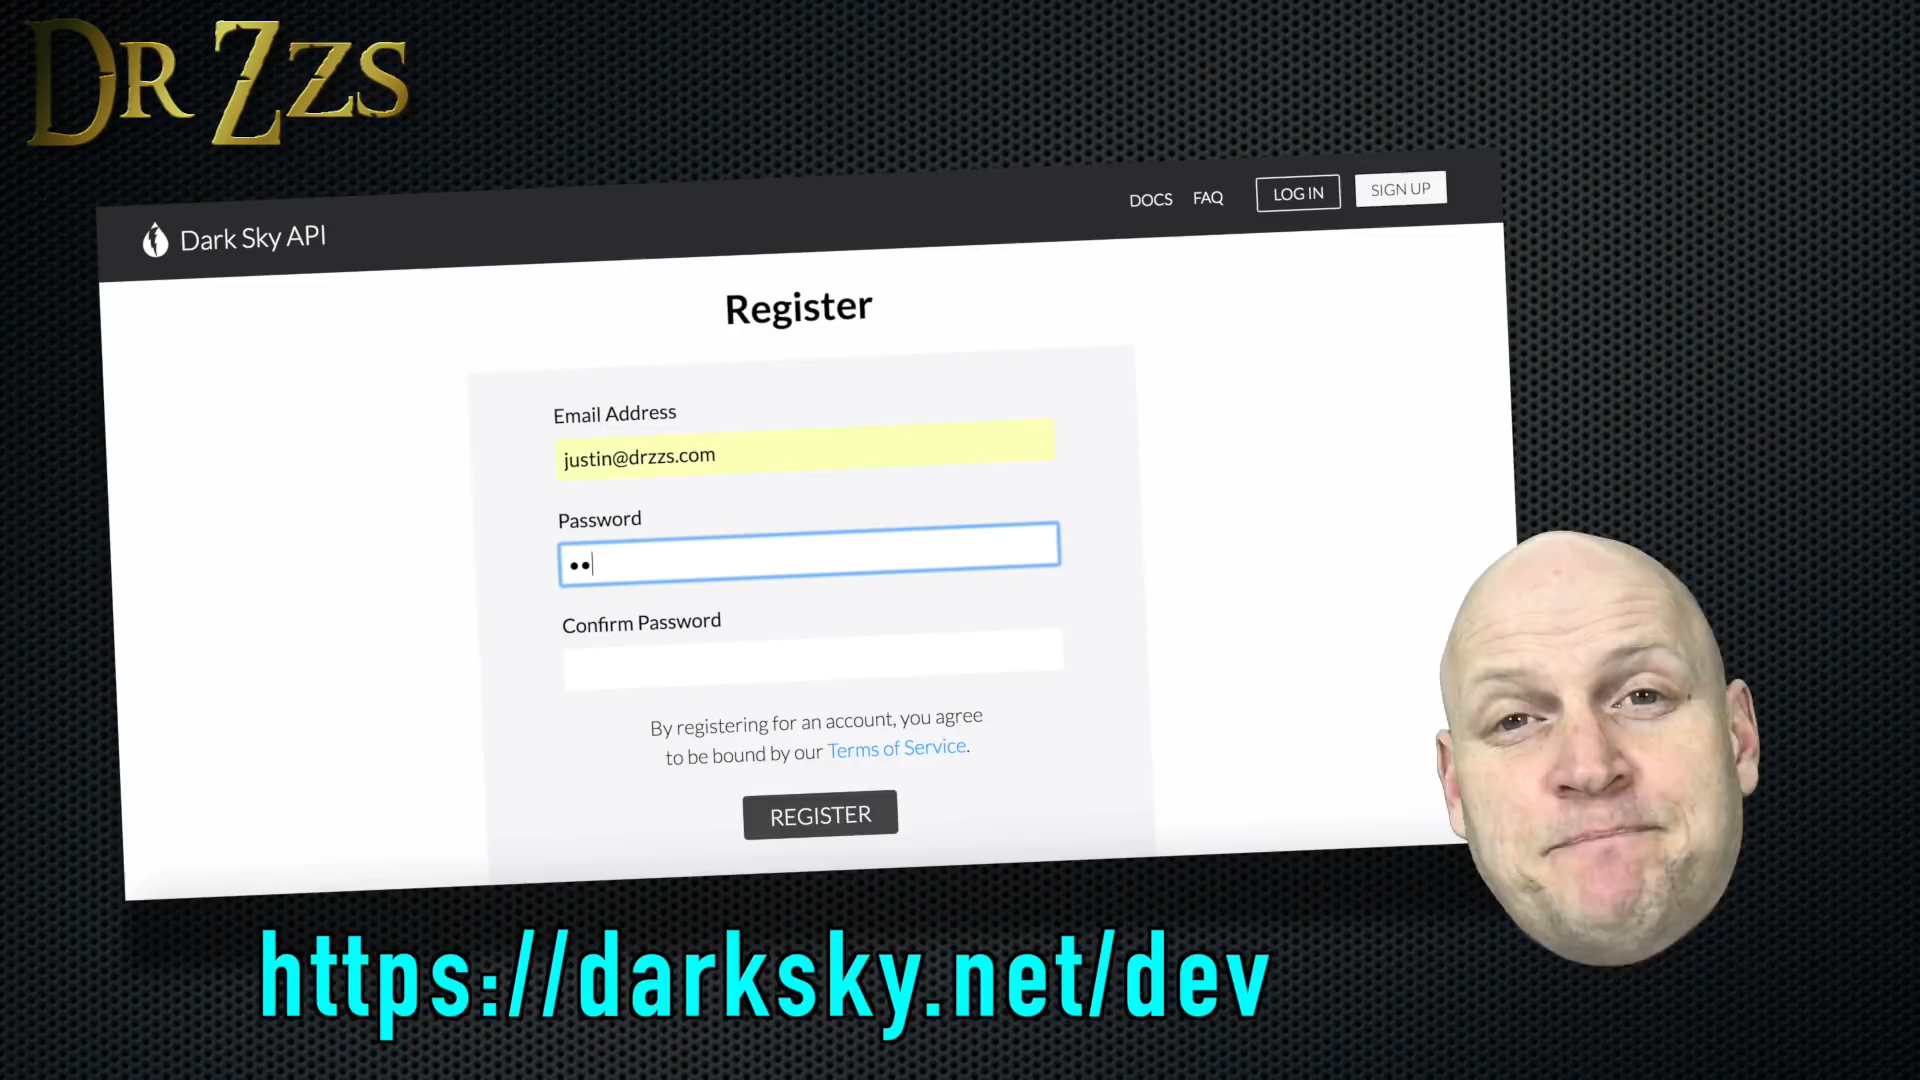 DR ZZS
Dark Sky API
DOCS FAQ LOG IN SIGN UP
Register
Email Address
justin@drzzs.com
Password
••
Confirm Password
By registering for an account, you agree
to be bound by our Terms of Service.
REGISTER
https://darksky.net/dev